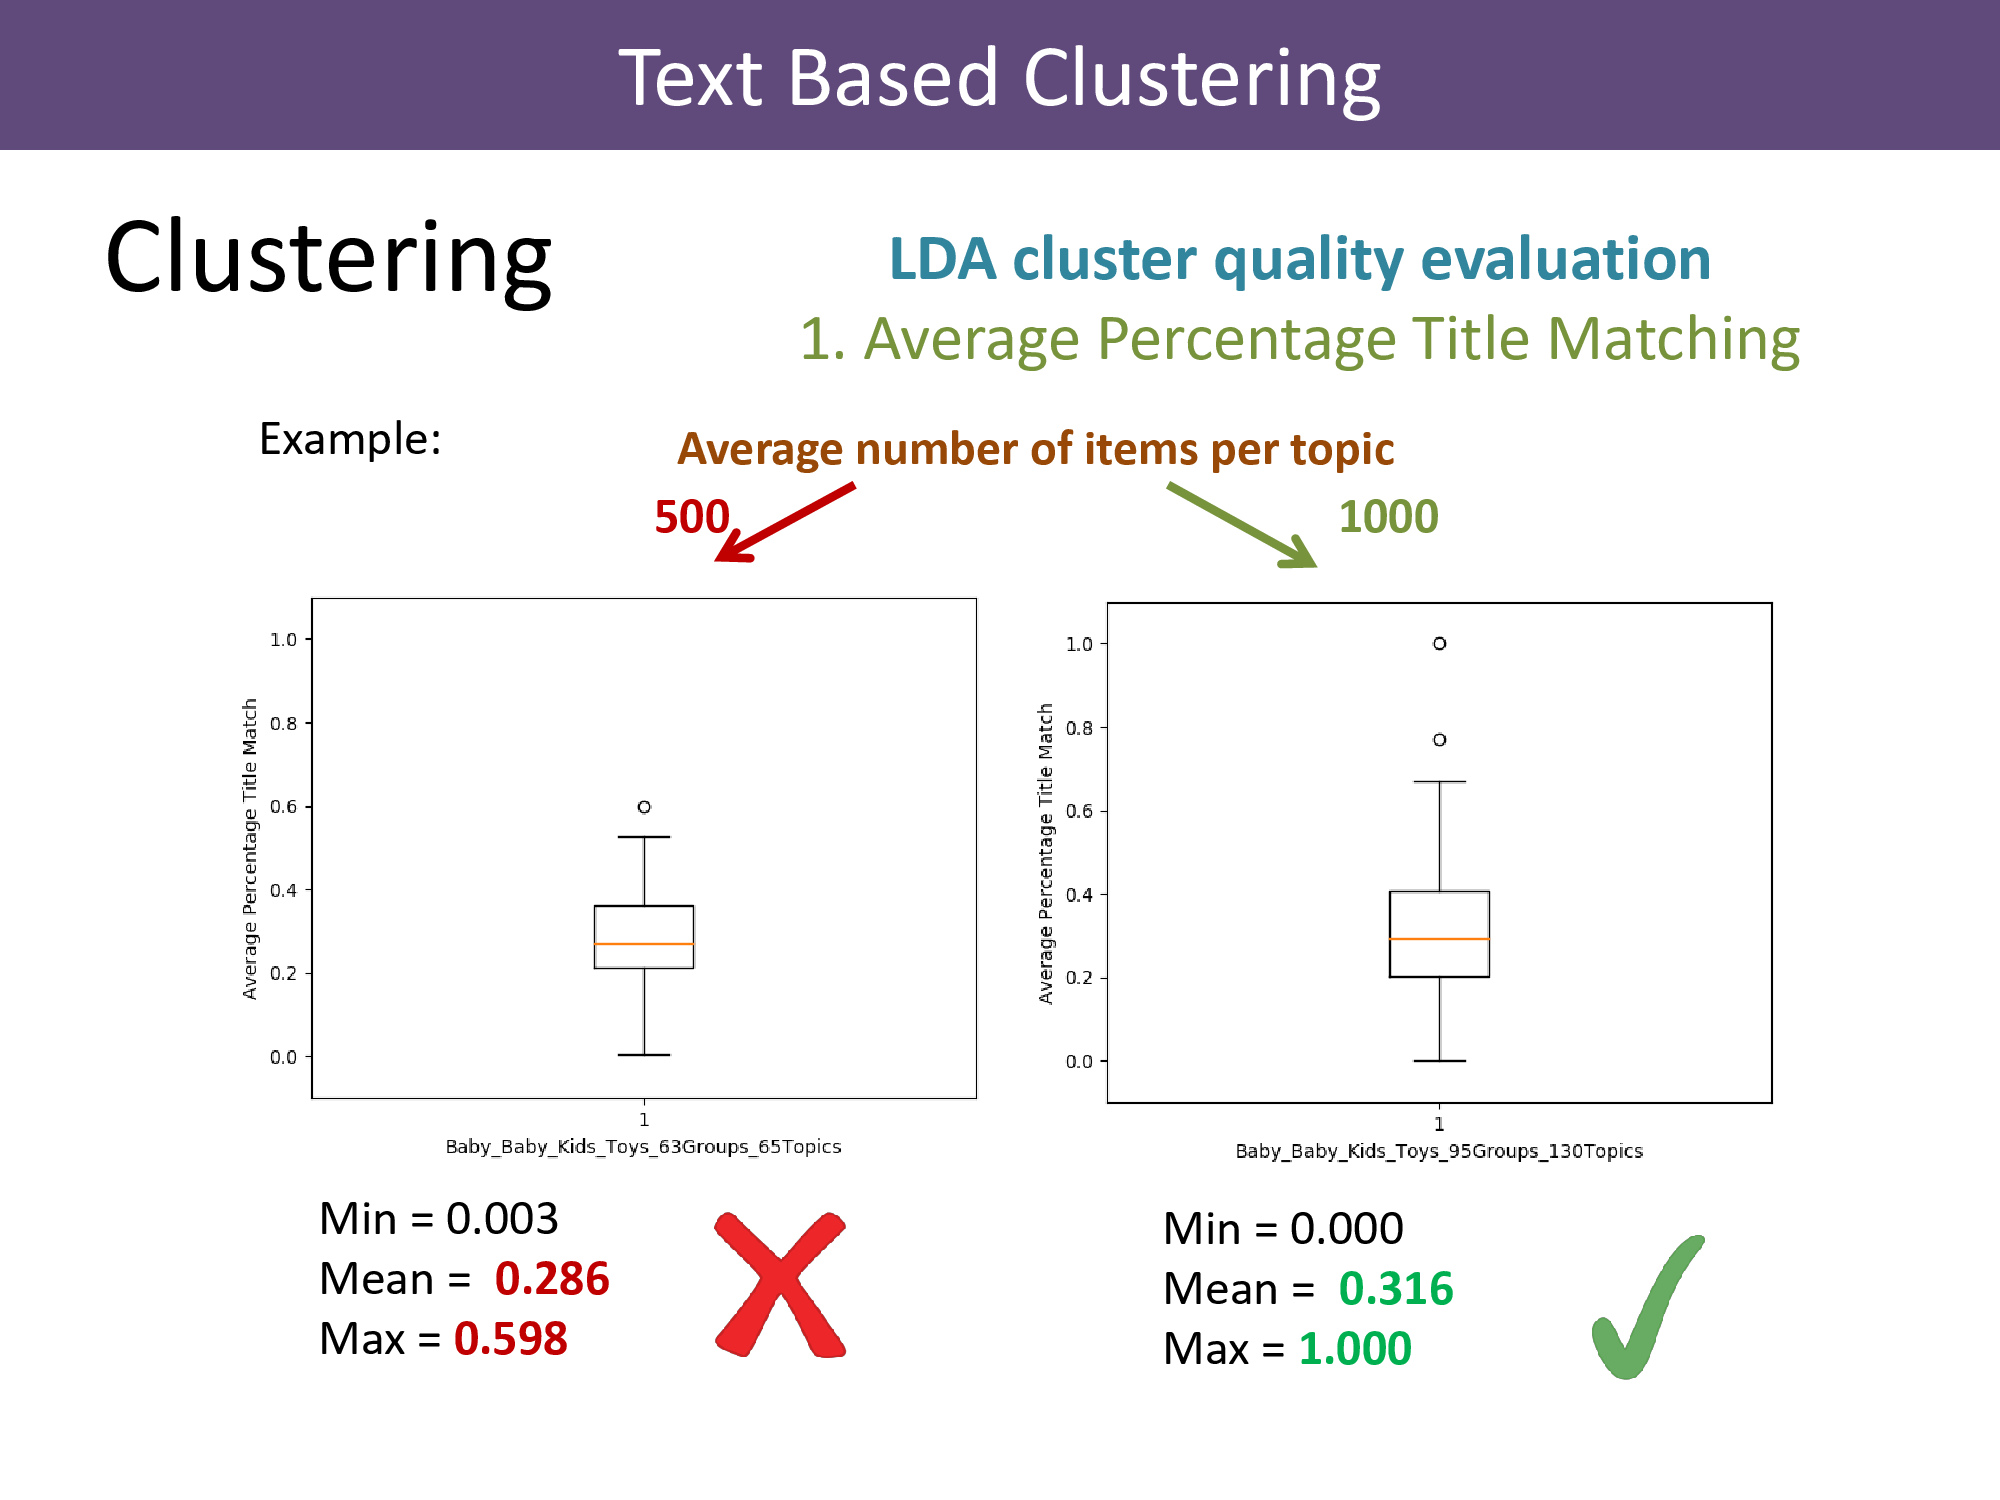 Text Based Clustering
Clustering
LDA cluster quality evaluation
1. Average Percentage Title Matching
Example:
Average number of items per topic
500
1000
Average Percentage Title Match
1.0
0.8
0.6
0.4
0.2
0.0
1
Baby_Baby_Kids_Toys_63Groups_65Topics
Average Percentage Title Match
1.0
0.8
0.6
0.4
0.2
0.0
1
Baby_Baby_Kids_Toys_95Groups_130Topics
Min = 0.003
Mean = 0.286
Max = 0.598
Min = 0.000
Mean = 0.316
Max = 1.000